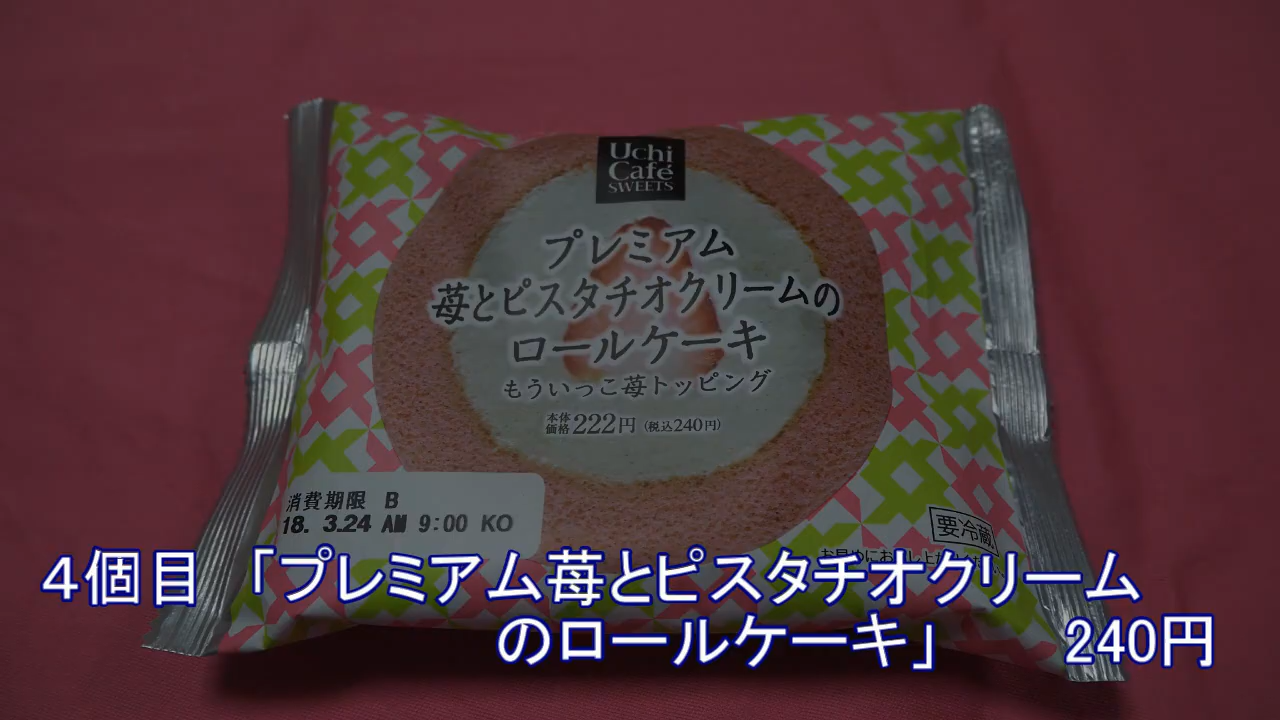 Uchi
Café
SWEETS
プレミアム
苺とピスタチオクリームの
ロールケーキ
もういっこ苺トッピング
本体
価格 222円 (税込240円)
消費期限 B
18. 3.24 AM 9:00 KO
要冷蔵
４個目 「プレミアム苺とピスタチオクリーム
のロールケーキ」 240円